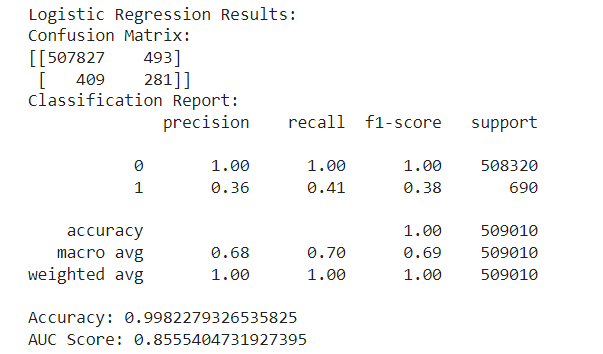 Logistic Regression Results:
Confusion Matrix:
[[507827    493]
 [   409    281]]
Classification Report:
              precision    recall  f1-score   support

           0       1.00      1.00      1.00    508320
           1       0.36      0.41      0.38       690

    accuracy                           1.00    509010
   macro avg       0.68      0.70      0.69    509010
weighted avg       1.00      1.00      1.00    509010

Accuracy: 0.9982279326535825
AUC Score: 0.8555404731927395